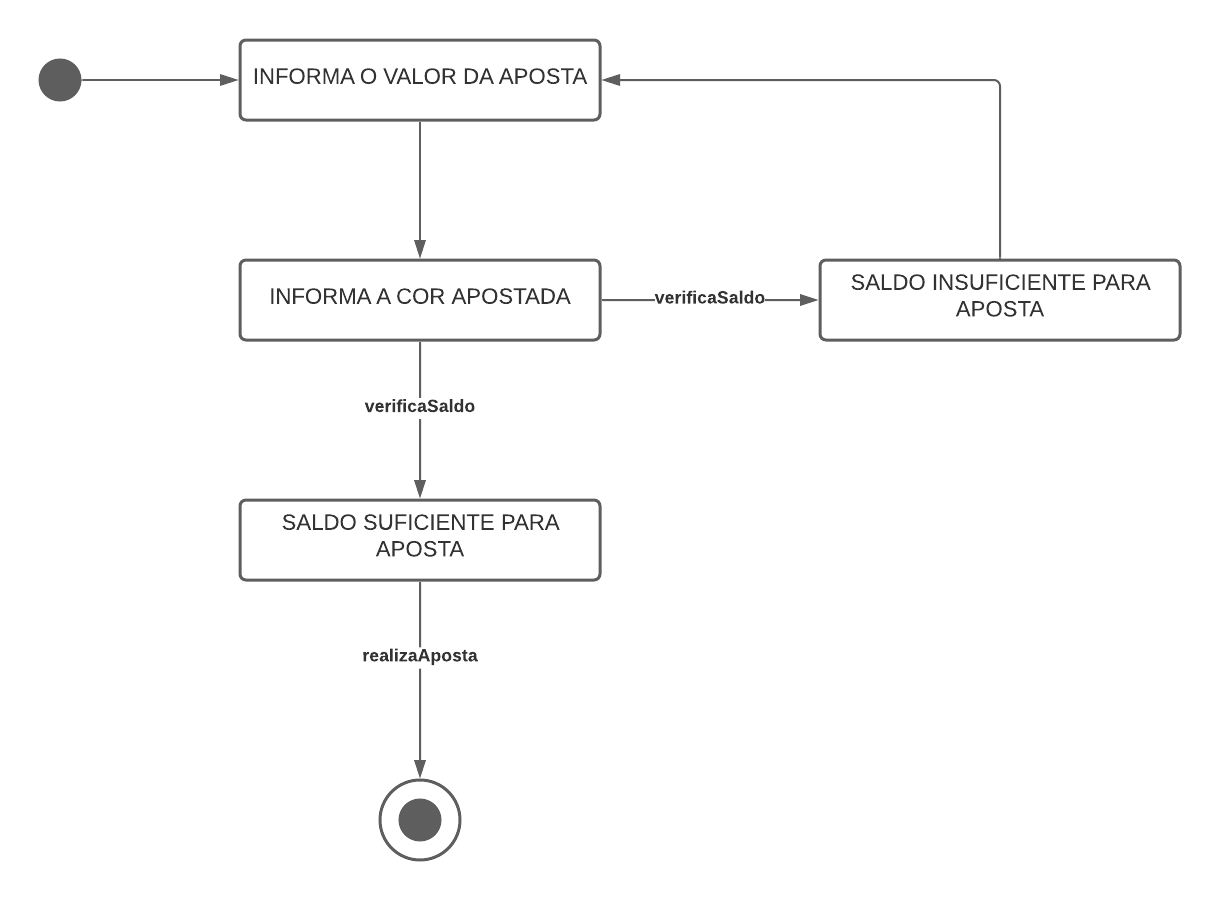 INFORMA O VALOR DA APOSTA
INFORMA A COR APOSTADA
verificaSaldo
SALDO INSUFICIENTE PARA
APOSTA
verificaSaldo
SALDO SUFICIENTE PARA
APOSTA
realizaAposta